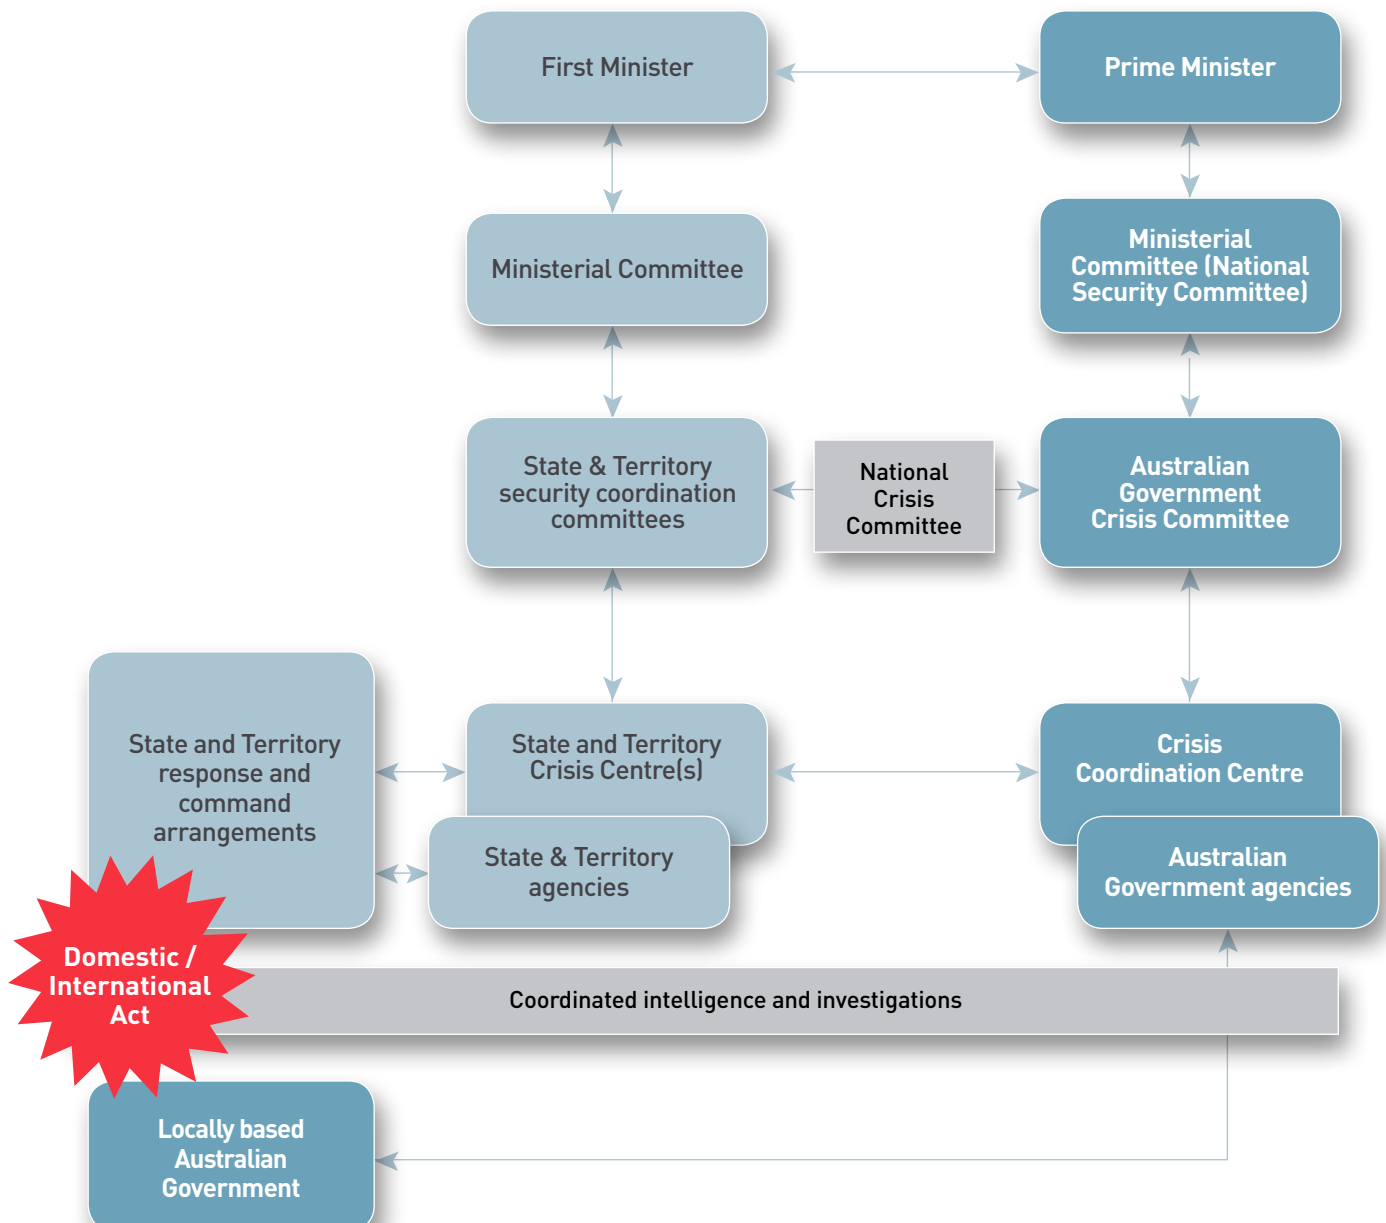 First Minister
Prime Minister
Ministerial Committee
Ministerial
Committee (National
Security Committee)
State & Territory
security coordination
committees
National
Crisis
Committee
Australian
Government
Crisis Committee
State and Territory
response and
command
arrangements
State and Territory
Crisis Centre(s)
Crisis
Coordination Centre
State & Territory
agencies
Australian
Government agencies
Domestic /
International
Act
Coordinated intelligence and investigations
Locally based
Australian
Government